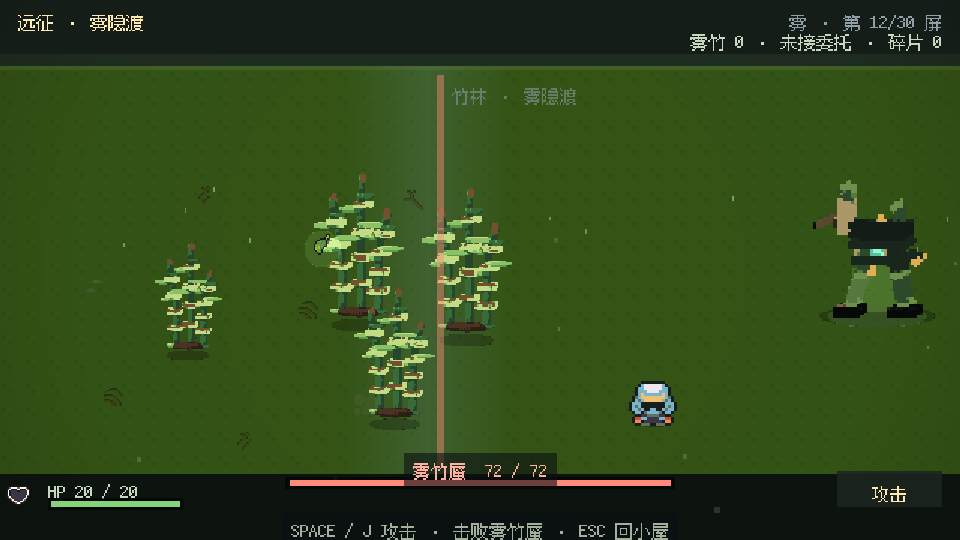 远征 · 雾隐渡
雾 · 第 12/30 屏
雾竹 0 · 未接委托 · 碎片 0
竹林 · 雾隐渡
雾竹蜃 72 / 72
HP 20 / 20
攻击
SPACE / J 攻击 · 击败雾竹蜃 · ESC 回小屋